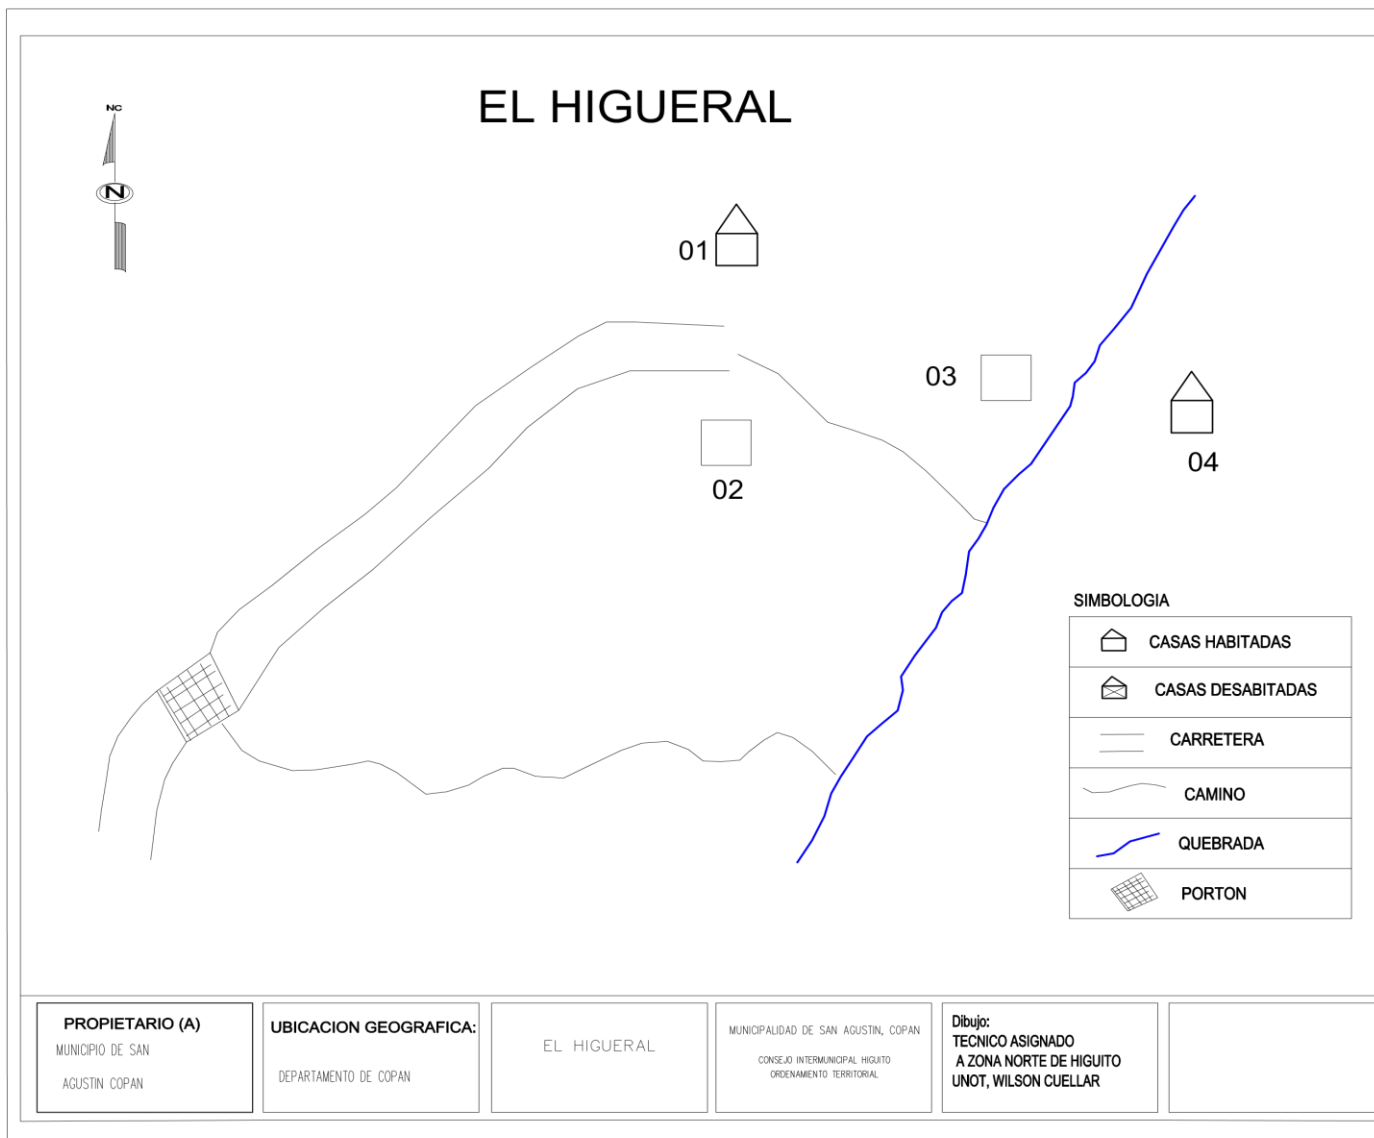 EL HIGUERAL
NC
N
01
03
04
02
SIMBOLOGIA
CASAS HABITADAS
CASAS DESABITADAS
CARRETERA
CAMINO
QUEBRADA
PORTON
PROPIETARIO (A)
MUNICIPIO DE SAN
AGUSTIN COPAN
UBICACION GEOGRAFICA:
DEPARTAMENTO DE COPAN
EL HIGUERAL
MUNICIPALIDAD DE SAN AGUSTIN, COPAN
CONSEJO INTERMUNICIPAL HIGUITO
ORDENAMIENTO TERRITORIAL
Dibujo:
TECNICO ASIGNADO
A ZONA NORTE DE HIGUITO
UNOT, WILSON CUELLAR